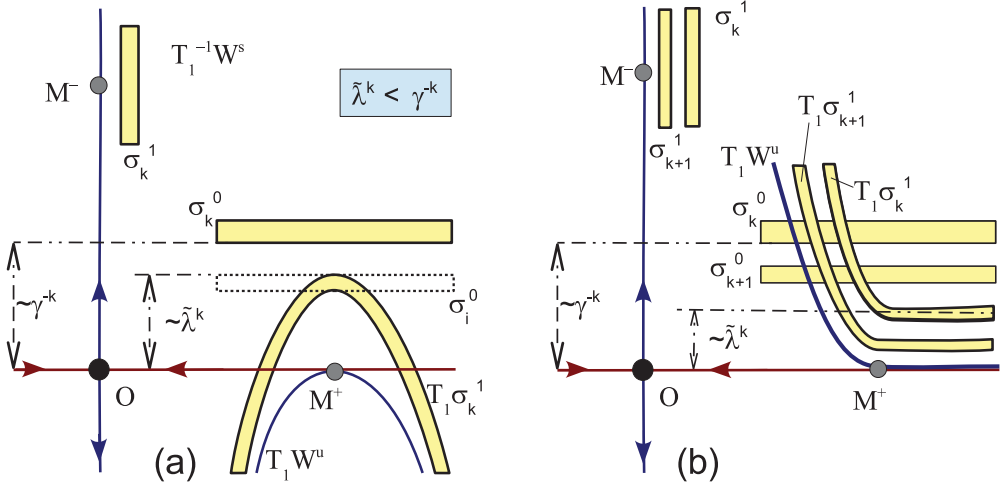 M⁻
T₁⁻¹Wˢ
σₖ¹
λ̃ᵏ < γ⁻ᵏ
σₖ⁰
~γ⁻ᵏ
~λ̃ᵏ
σᵢ⁰
O
M⁺
T₁σₖ¹
T₁Wᵘ
(a)
σₖ¹
M⁻
σₖ₊₁¹
T₁σₖ₊₁¹
T₁Wᵘ
T₁σₖ¹
σₖ⁰
σₖ₊₁⁰
~γ⁻ᵏ
~λ̃ᵏ
O
M⁺
(b)